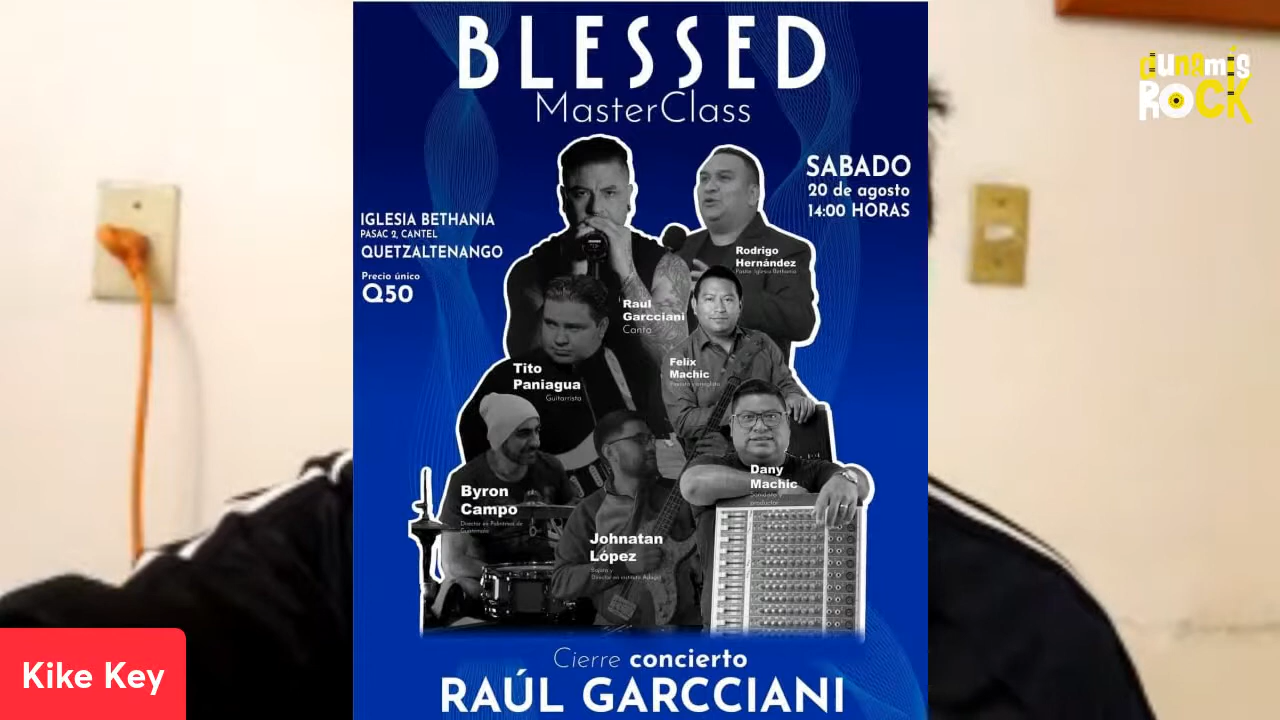 BLESSED
MasterClass
dunamis
ROCK
SABADO
20 de agosto
14:00 HORAS
IGLESIA BETHANIA
PASAC 2, CANTEL
QUETZALTENANGO
Precio único
Q50
Rodrigo
Hernández
Raul
Garcciani
Canto
Felix
Machic
Tito
Paniagua
Guitarrista
Dany
Machic
Byron
Campo
Johnatan
López
Cierre concierto
RAÚL GARCCIANI
Kike Key